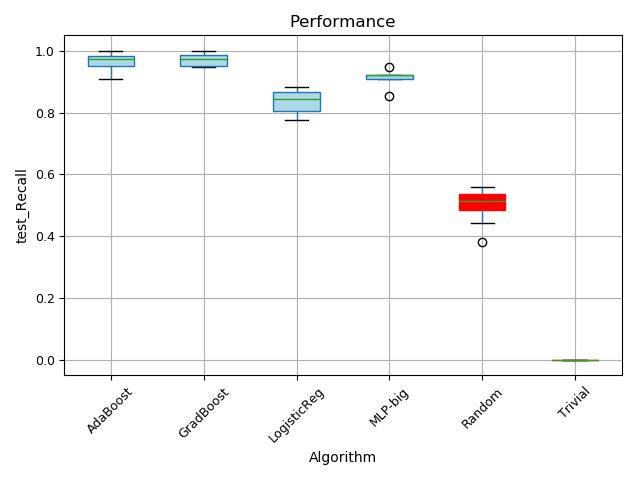 Performance
1.0
0.8
0.6
0.4
0.2
0.0
test_Recall
AdaBoost
GradBoost
LogisticReg
MLP-big
Random
Trivial
Algorithm